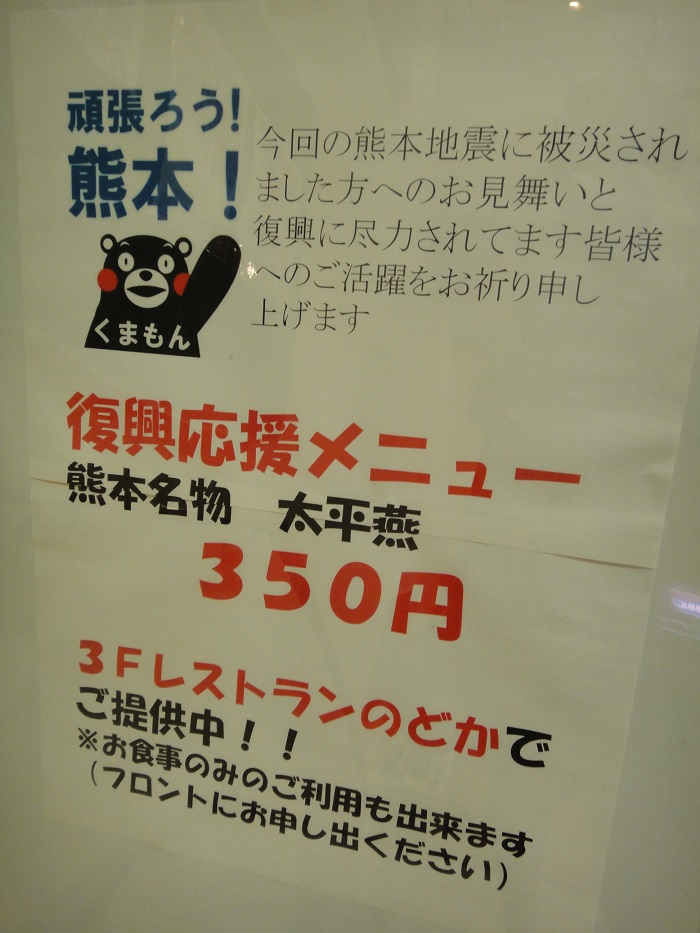 頑張ろう!
熊本!
くまもん
今回の熊本地震に被災され
ました方へのお見舞いと
復興に尽力されてます皆様
へのご活躍をお祈り申し
上げます
復興応援メニュー
熊本名物　太平燕
３５０円
３Ｆレストランのどかで
ご提供中！！
※お食事のみのご利用も出来ます
（フロントにお申し出ください）